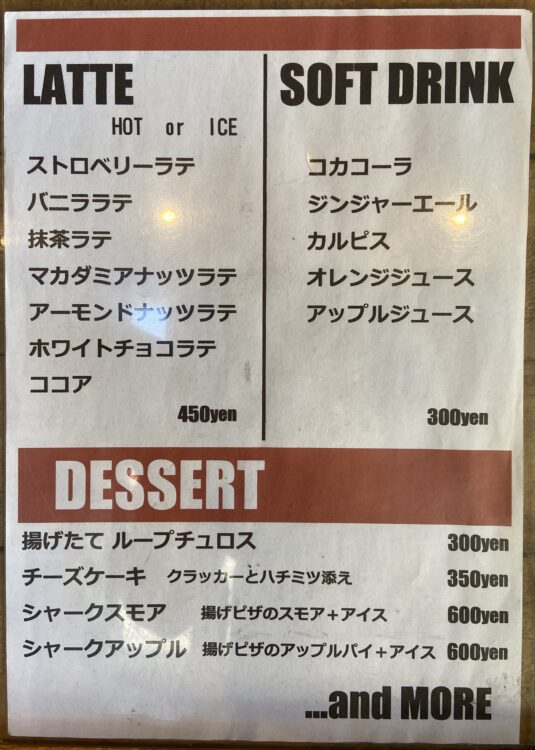 LATTE
HOT or ICE
ストロベリーラテ
バニララテ
抹茶ラテ
マカダミアナッツラテ
アーモンドナッツラテ
ホワイトチョコラテ
ココア
450yen
SOFT DRINK
コカコーラ
ジンジャーエール
カルピス
オレンジジュース
アップルジュース
300yen
DESSERT
揚げたて ループチュロス 300yen
チーズケーキ クラッカーとハチミツ添え 350yen
シャークスモア 揚げピザのスモア+アイス 600yen
シャークアップル 揚げピザのアップルパイ+アイス 600yen
...and MORE